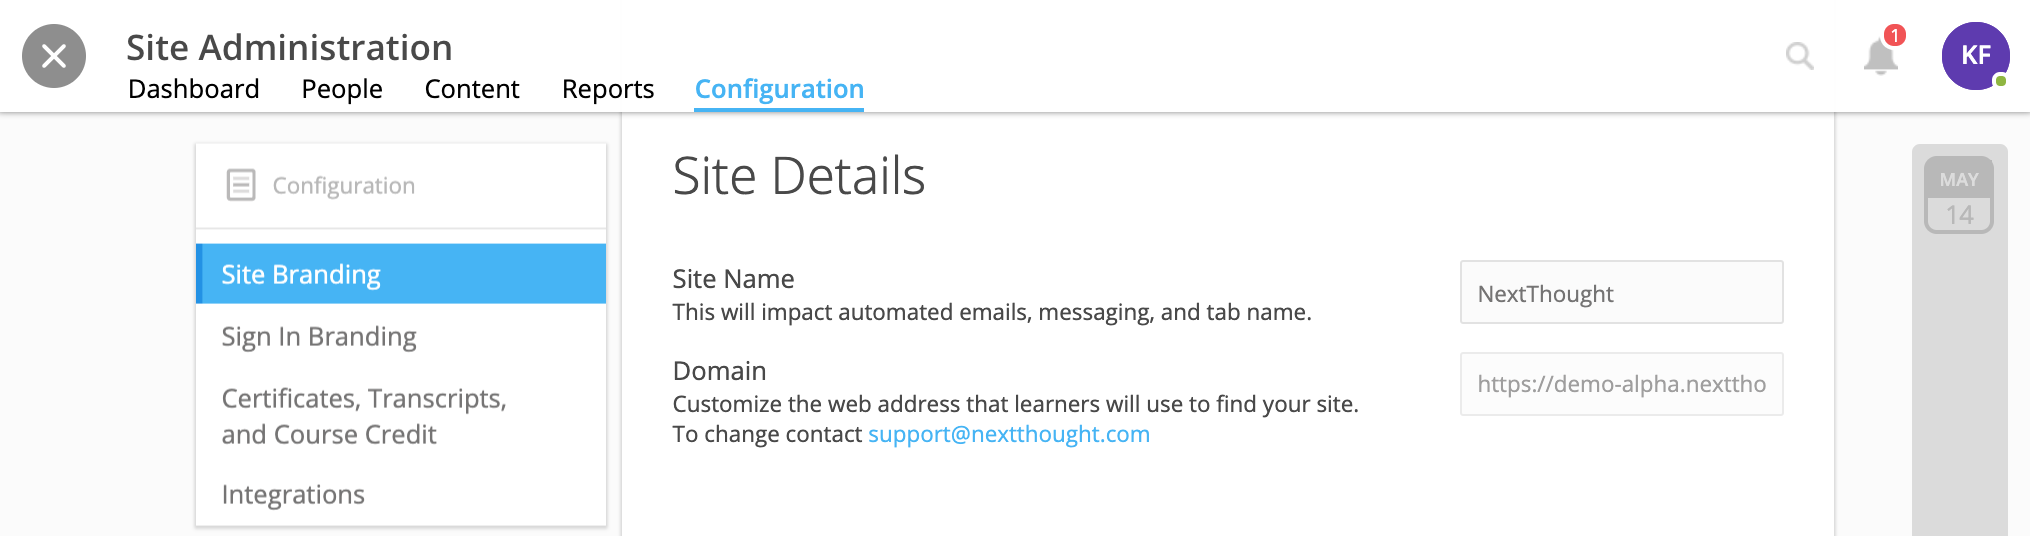 Site Administration
Dashboard People Content Reports Configuration
1
KF
Configuration
Site Branding
Sign In Branding
Certificates, Transcripts,
and Course Credit
Integrations
Site Details
Site Name
This will impact automated emails, messaging, and tab name.
NextThought
Domain
Customize the web address that learners will use to find your site.
To change contact support@nextthought.com
https://demo-alpha.nexttho
MAY
14